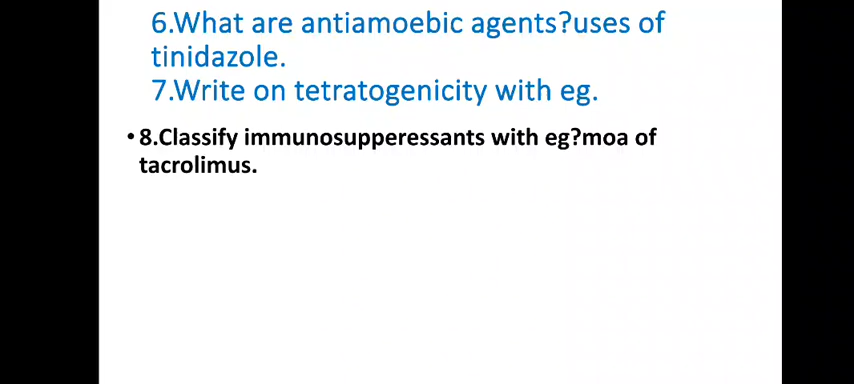 6.What are antiamoebic agents?uses of
tinidazole.
7.Write on tetratogenicity with eg.
• 8.Classify immunosupperessants with eg?moa of
tacrolimus.